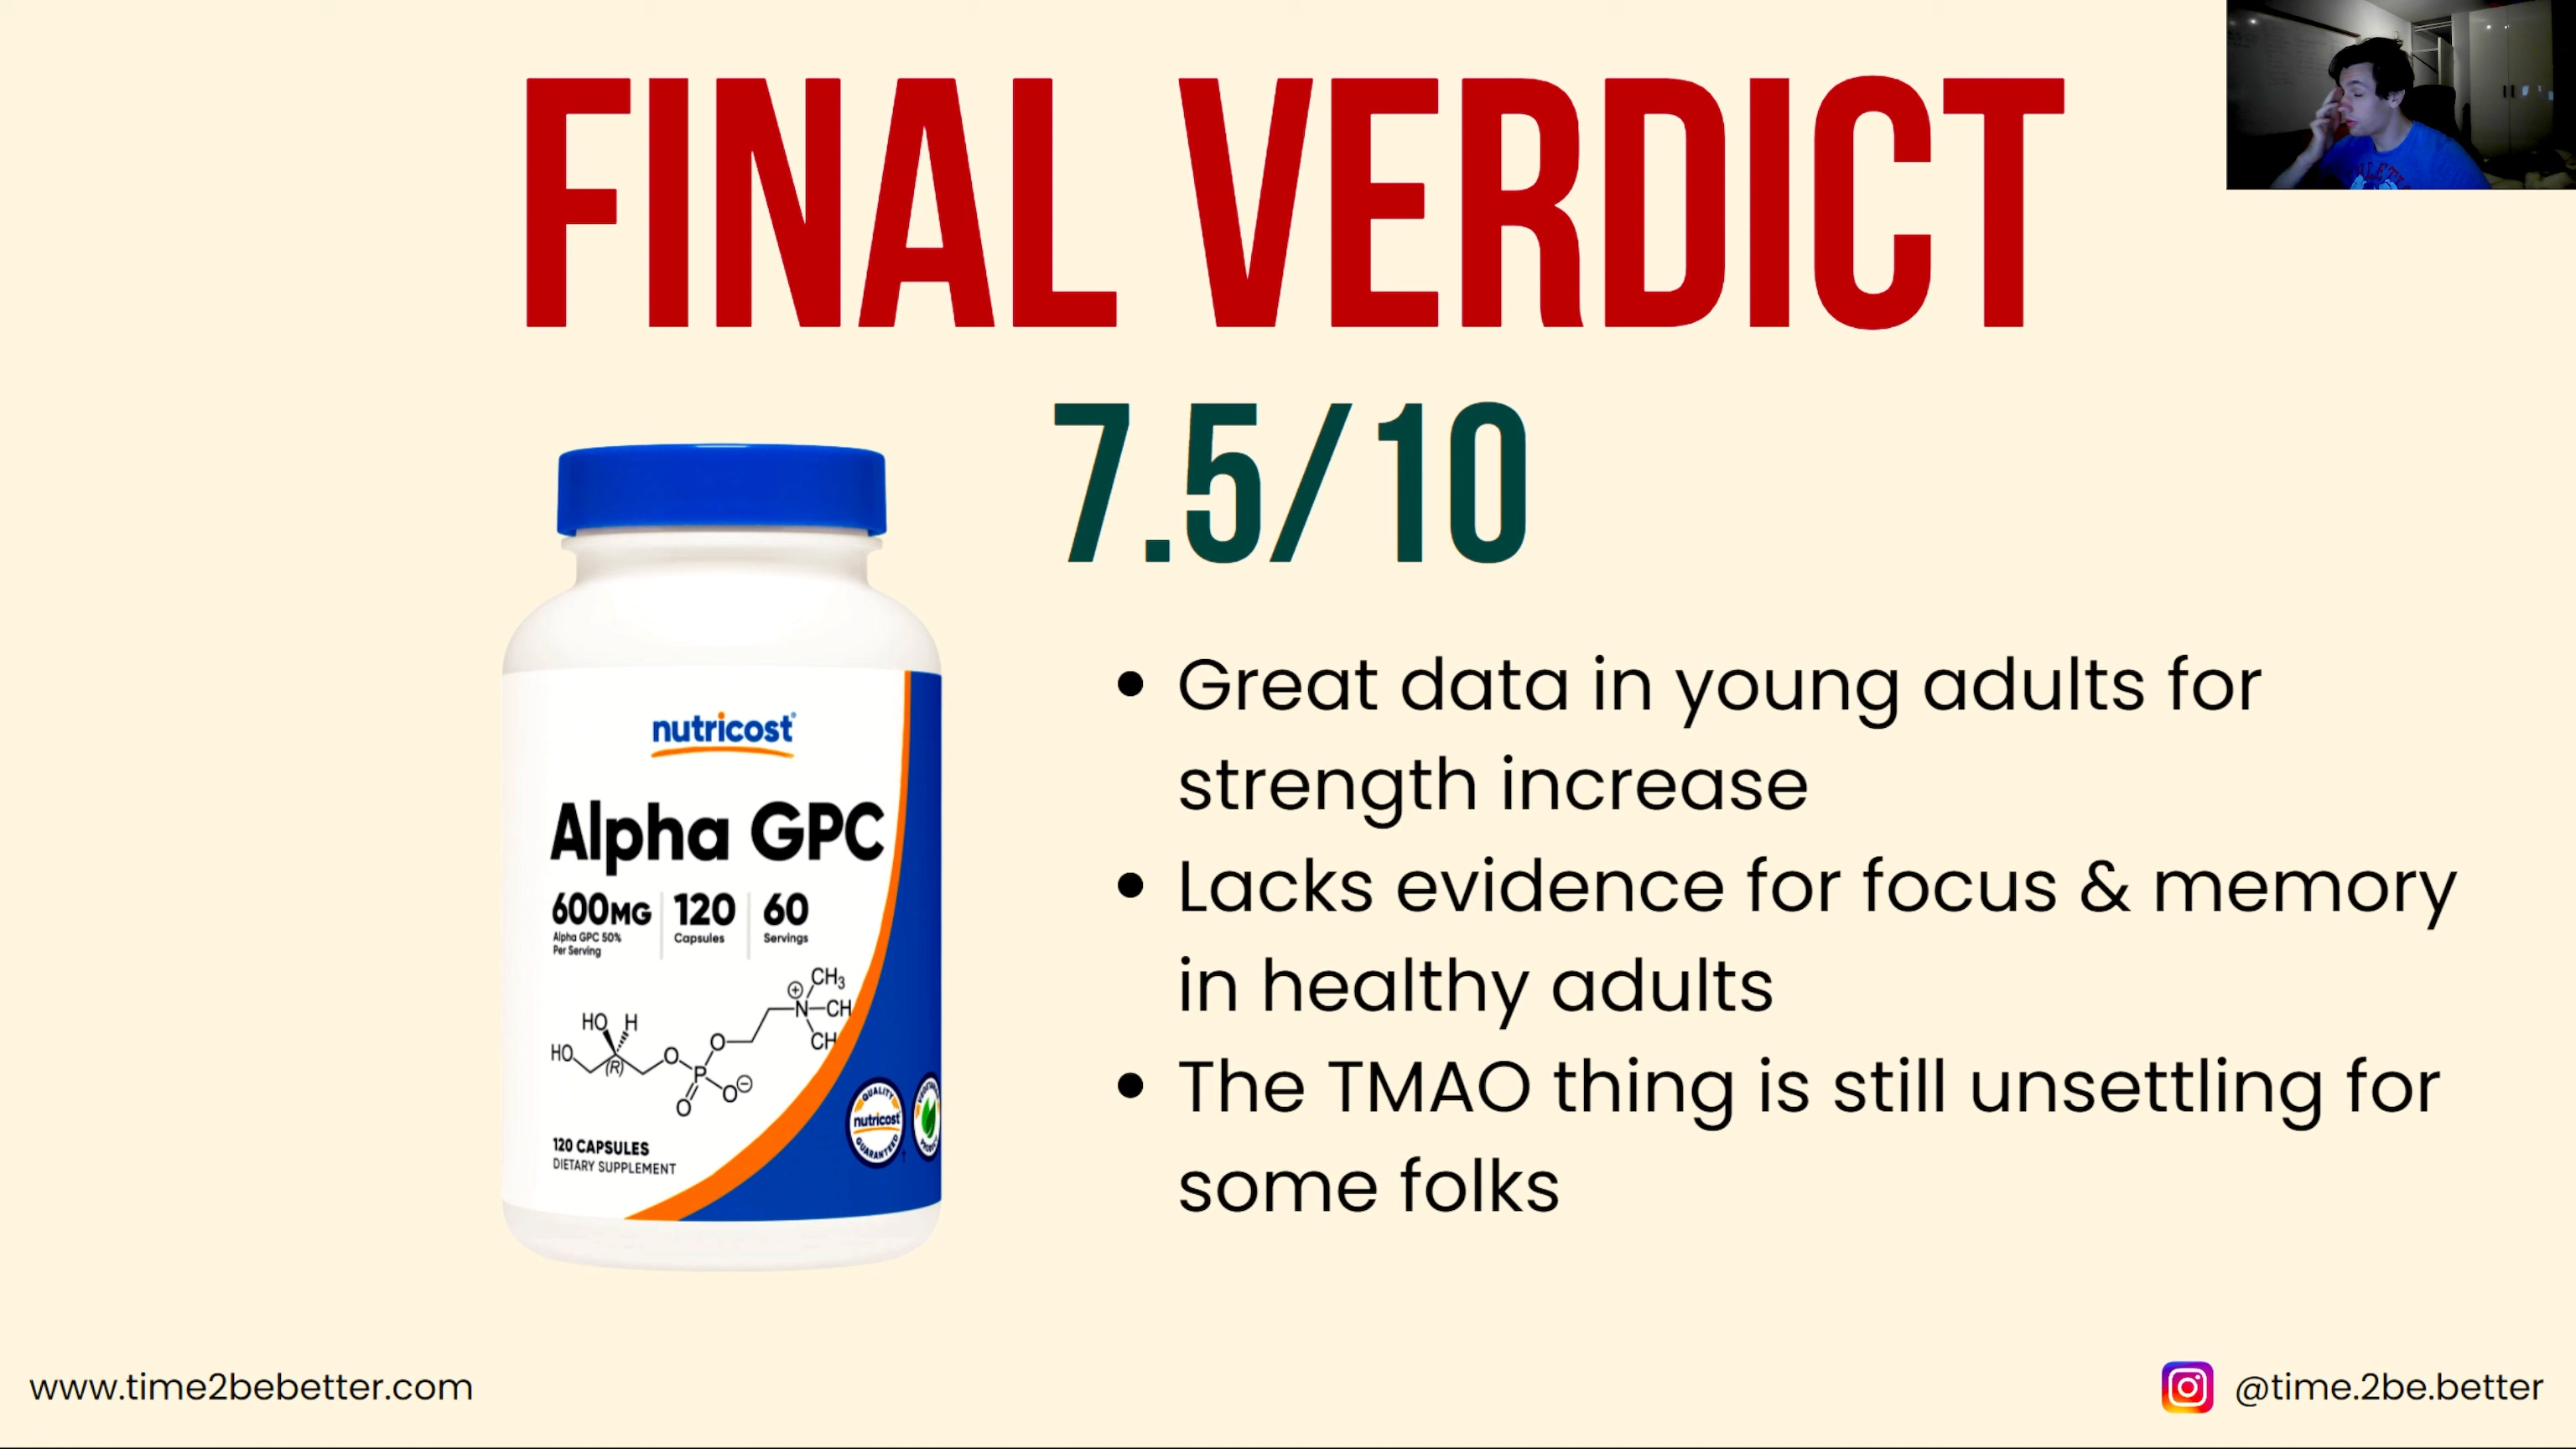 FINAL VERDICT
7.5/10
nutricost®
Alpha GPC
600MG 120 60
Alpha GPC 50% Capsules Servings
Per Serving
CH3
N CH
CH
HO H
HO (R) O P O O O
120 CAPSULES
DIETARY SUPPLEMENT
QUALITY
nutricost
GUARANTEED
• Great data in young adults for
strength increase
• Lacks evidence for focus & memory
in healthy adults
• The TMAO thing is still unsettling for
some folks
www.time2bebetter.com
@time.2be.better